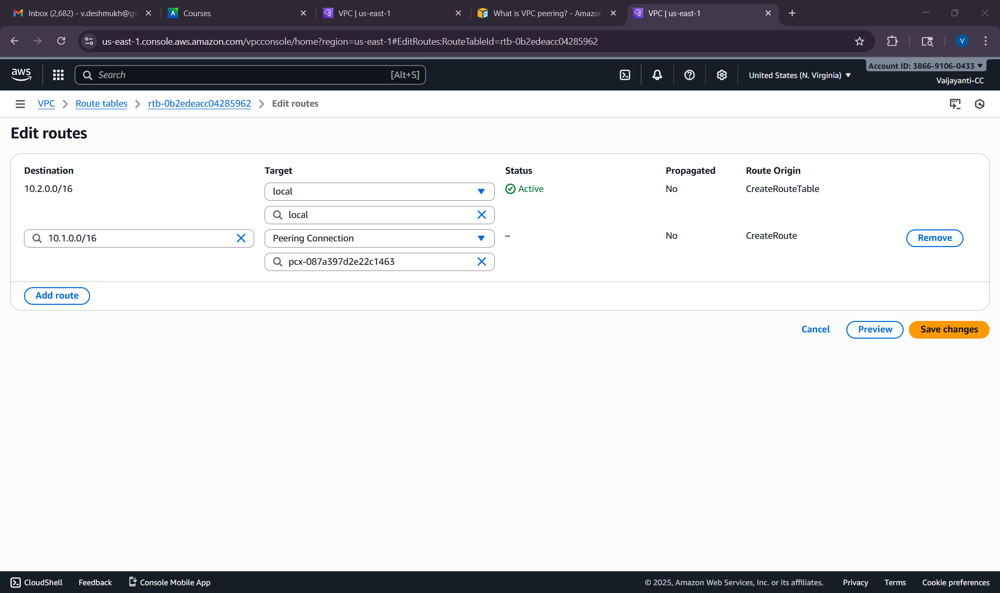 Inbox (2,682) - v.deshmukh@gw
Courses
VPC | us-east-1
What is VPC peering? - Amazon
VPC | us-east-1
us-east-1.console.aws.amazon.com/vpcconsole/home?region=us-east-1#EditRoutes:RouteTableId=rtb-0b2edeacc04285962
V
aws
Search
[Alt+S]
United States (N. Virginia)
Account ID: 3866-9106-0433
Vaijayanti-CC
VPC
Route tables
rtb-0b2edeacc04285962
Edit routes
Edit routes
Destination
Target
Status
Propagated
Route Origin
10.2.0.0/16
local
Active
No
CreateRouteTable
local
10.1.0.0/16
Peering Connection
–
No
CreateRoute
Remove
pcx-087a397d2e22c1463
Add route
Cancel
Preview
Save changes
CloudShell
Feedback
Console Mobile App
© 2025, Amazon Web Services, Inc. or its affiliates.
Privacy
Terms
Cookie preferences